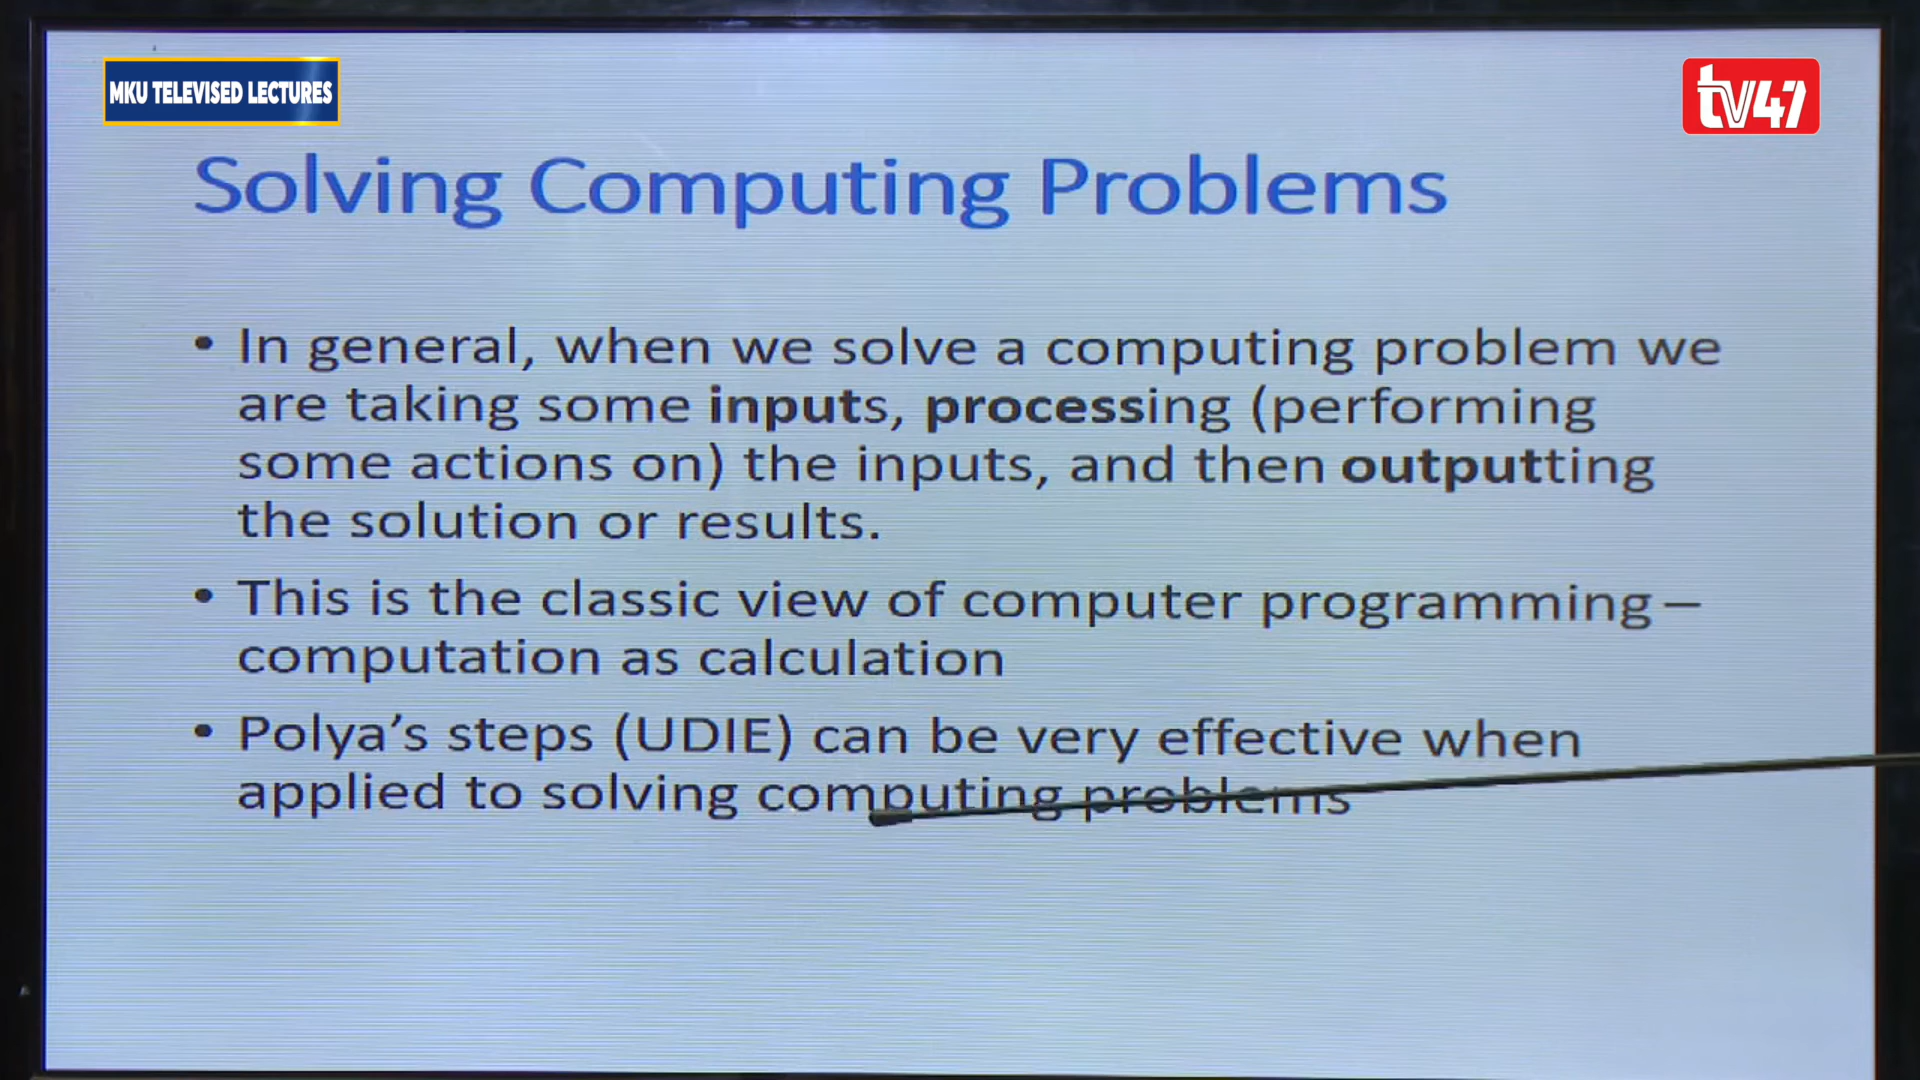 MKU TELEVISED LECTURES
tv47
Solving Computing Problems
• In general, when we solve a computing problem we
are taking some inputs, processing (performing
some actions on) the inputs, and then outputting
the solution or results.
• This is the classic view of computer programming–
computation as calculation
• Polya’s steps (UDIE) can be very effective when
applied to solving computing problems